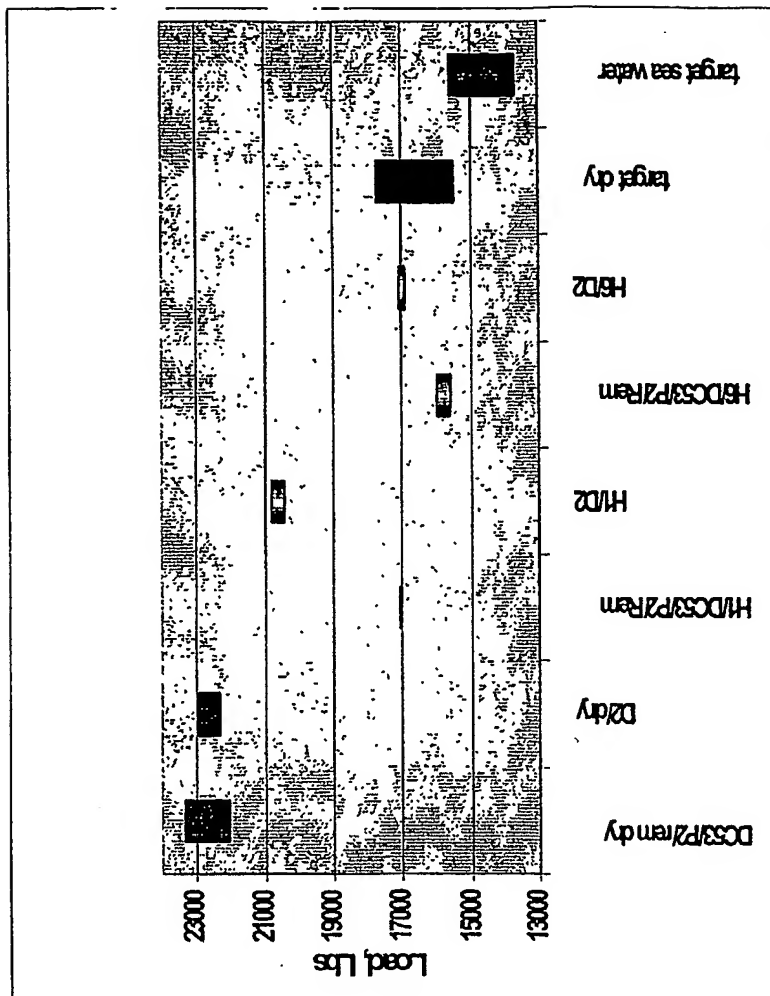 target sea water
target dry
H6/D2
H6/DC53/P2/Rem
H1/D2
H1/DC53/P2/Rem
D2/dry
DC53/P2/rem dry
23000
21000
19000
17000
15000
13000
Load, Lbs